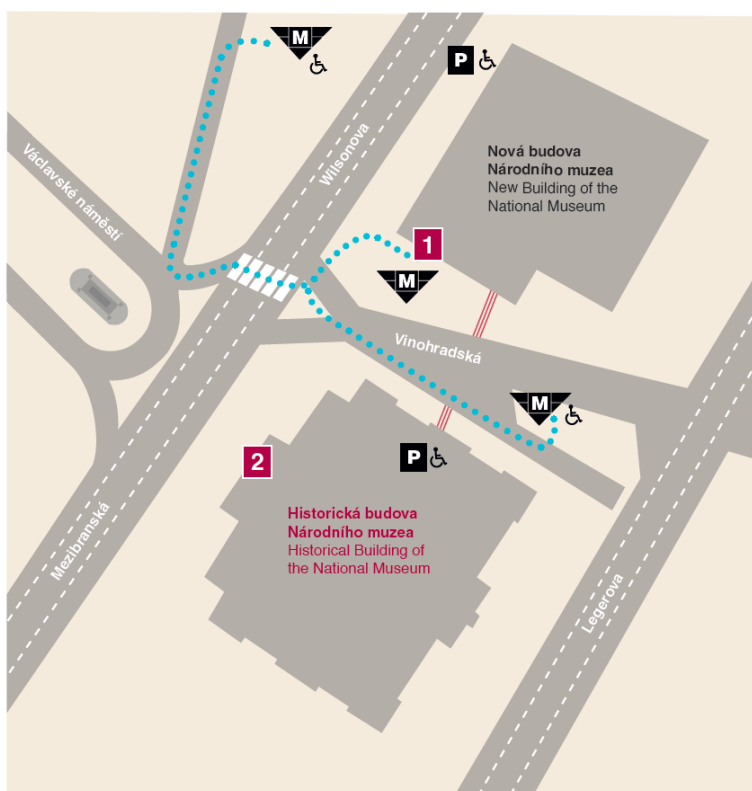 M
P
Wilsonova
Václavské náměstí
Nová budova
Národního muzea
New Building of the
National Museum
1
M
Vinohradská
M
P
2
Historická budova
Národního muzea
Historical Building of
the National Museum
Mezibranská
Legerova